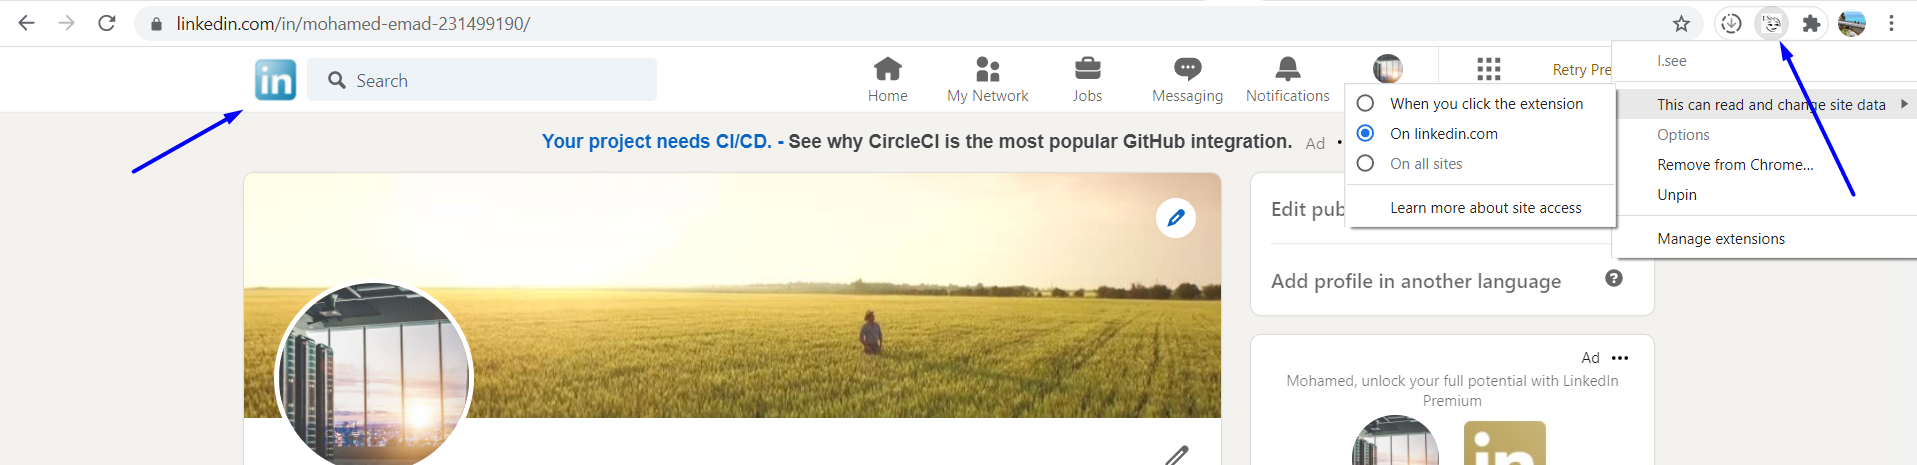 linkedin.com/in/mohamed-emad-231499190/
in
Search
Home
My Network
Jobs
Messaging
Notifications
Retry Pre
I.see
This can read and change site data
Options
Remove from Chrome...
Unpin
Manage extensions
When you click the extension
On linkedin.com
On all sites
Learn more about site access
Your project needs CI/CD. - See why CircleCI is the most popular GitHub integration. Ad
Edit pub
Add profile in another language
Ad
Mohamed, unlock your full potential with LinkedIn
Premium
in